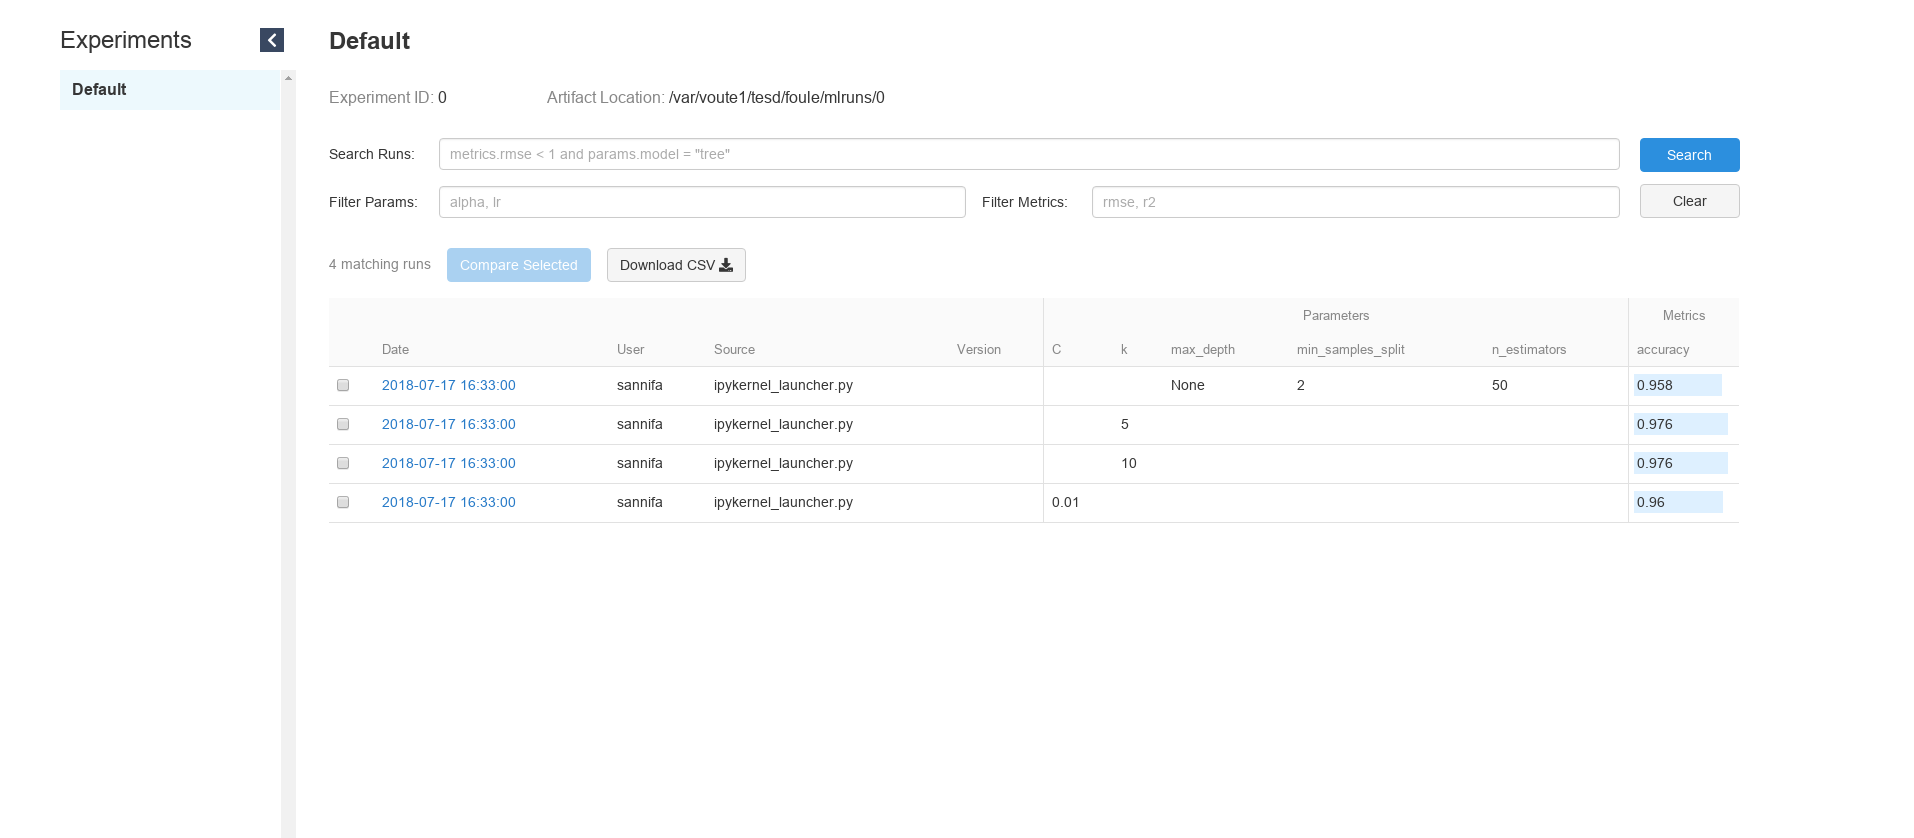 Experiments
Default
Default
Experiment ID: 0 Artifact Location: /var/voute1/tesd/foule/mlruns/0
Search Runs: metrics.rmse < 1 and params.model = "tree" Search
Filter Params: alpha, lr Filter Metrics: rmse, r2 Clear
4 matching runs Compare Selected Download CSV
Parameters Metrics
Date User Source Version C k max_depth min_samples_split n_estimators accuracy
2018-07-17 16:33:00 sannifa ipykernel_launcher.py None 2 50 0.958
2018-07-17 16:33:00 sannifa ipykernel_launcher.py 5 0.976
2018-07-17 16:33:00 sannifa ipykernel_launcher.py 10 0.976
2018-07-17 16:33:00 sannifa ipykernel_launcher.py 0.01 0.96